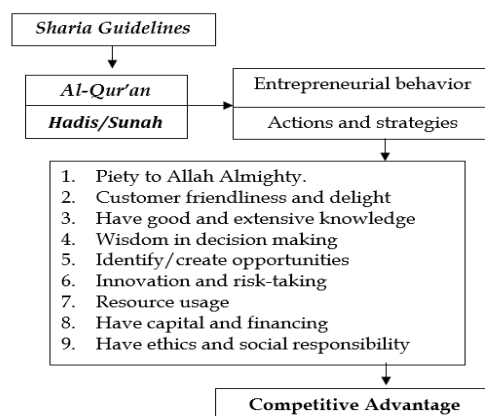 Sharia Guidelines
Al-Qur'an
Hadis/Sunah
Entrepreneurial behavior
Actions and strategies
1. Piety to Allah Almighty.
2. Customer friendliness and delight
3. Have good and extensive knowledge
4. Wisdom in decision making
5. Identify/create opportunities
6. Innovation and risk-taking
7. Resource usage
8. Have capital and financing
9. Have ethics and social responsibility
Competitive Advantage